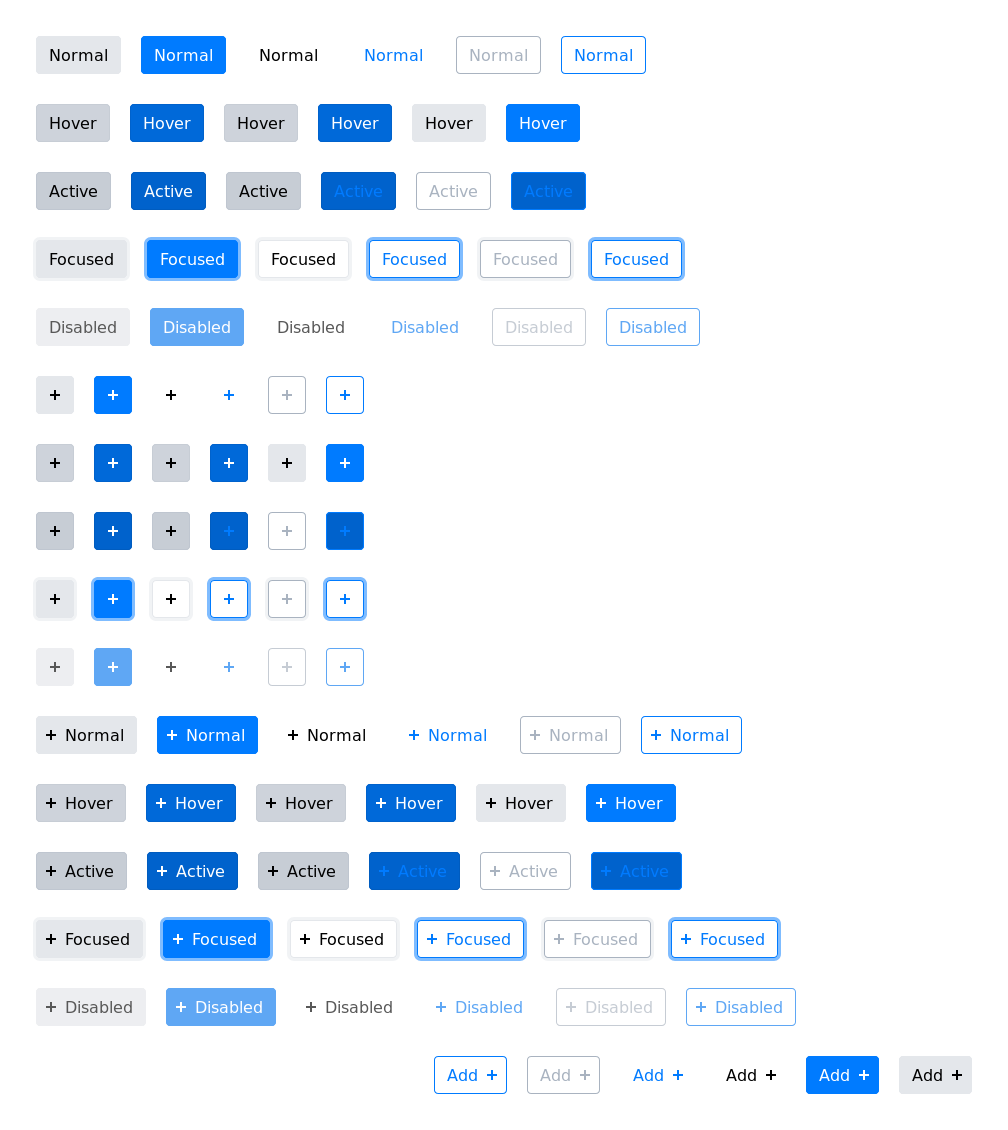 Normal Normal Normal Normal Normal Normal
Hover Hover Hover Hover Hover Hover
Active Active Active Active Active Active
Focused Focused Focused Focused Focused Focused
Disabled Disabled Disabled Disabled Disabled Disabled
+ + + + + +
+ + + + + +
+ + + + + +
+ + + + + +
+ + + + + +
+ Normal + Normal + Normal + Normal + Normal + Normal
+ Hover + Hover + Hover + Hover + Hover + Hover
+ Active + Active + Active + Active + Active + Active
+ Focused + Focused + Focused + Focused + Focused + Focused
+ Disabled + Disabled + Disabled + Disabled + Disabled + Disabled
Add + Add + Add + Add + Add + Add +